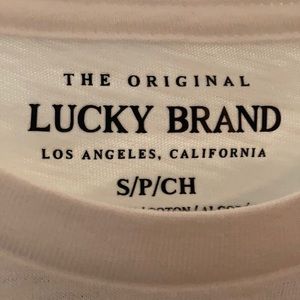 THE ORIGINAL
LUCKY BRAND
LOS ANGELES, CALIFORNIA
S/P/CH